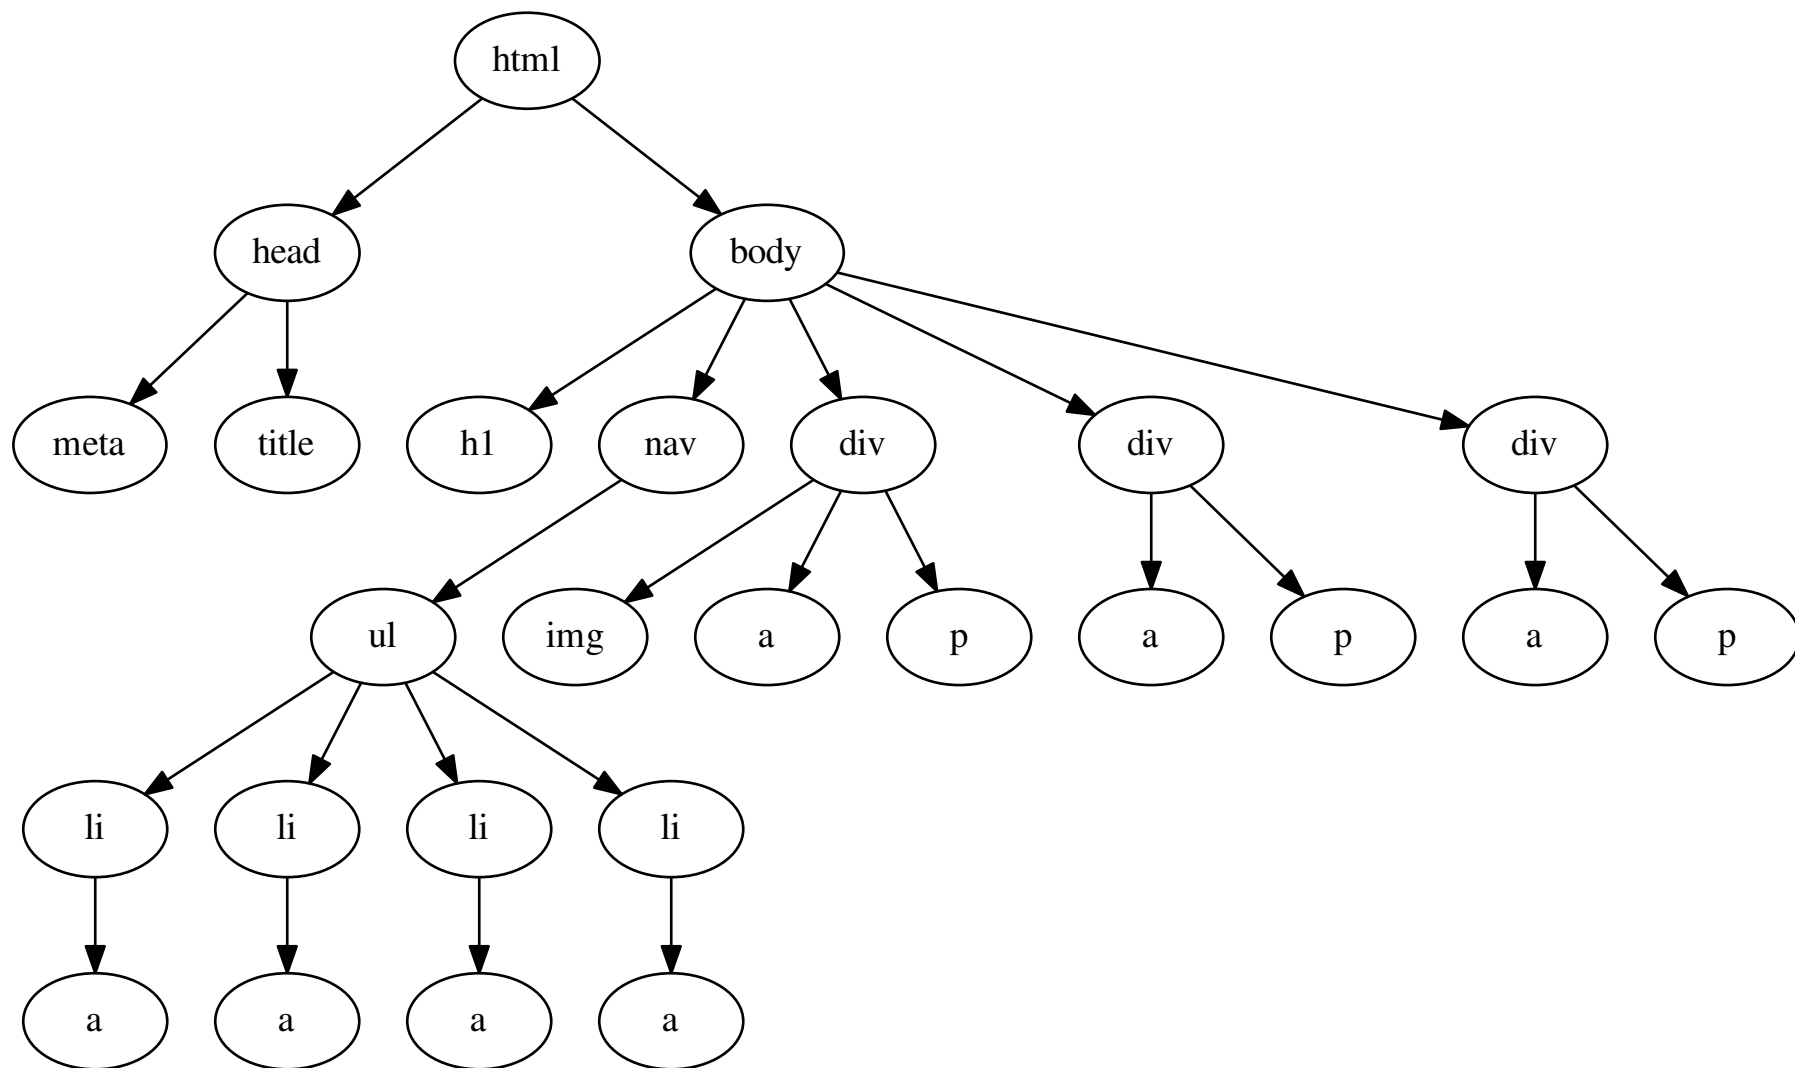 html
head body
meta title h1 nav div div div
ul img a p a p a p
li li li li
a a a a